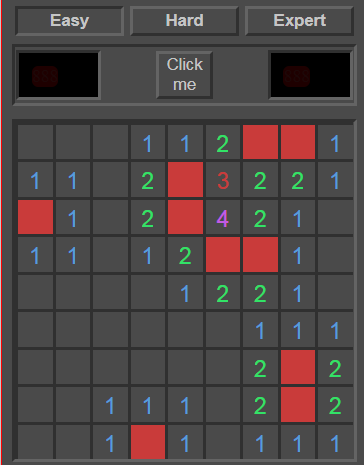 Easy Hard Expert
Click
me
1 1 2 1
1 1 2 3 2 2 1
1 2 4 2 1
1 1 1 2 1
1 2 2 1
1 1 1
2 2
1 1 1 2 2
1 1 1 1 1